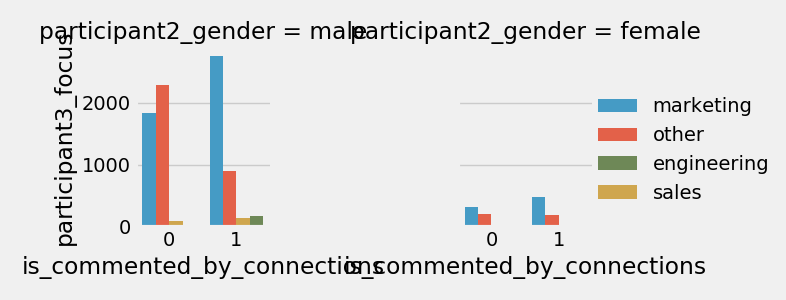 participant2_gender = male
participant2_gender = female
participant3_focus
2000
1000
0
0
1
0
1
is_commented_by_connections
is_commented_by_connections
marketing
other
engineering
sales